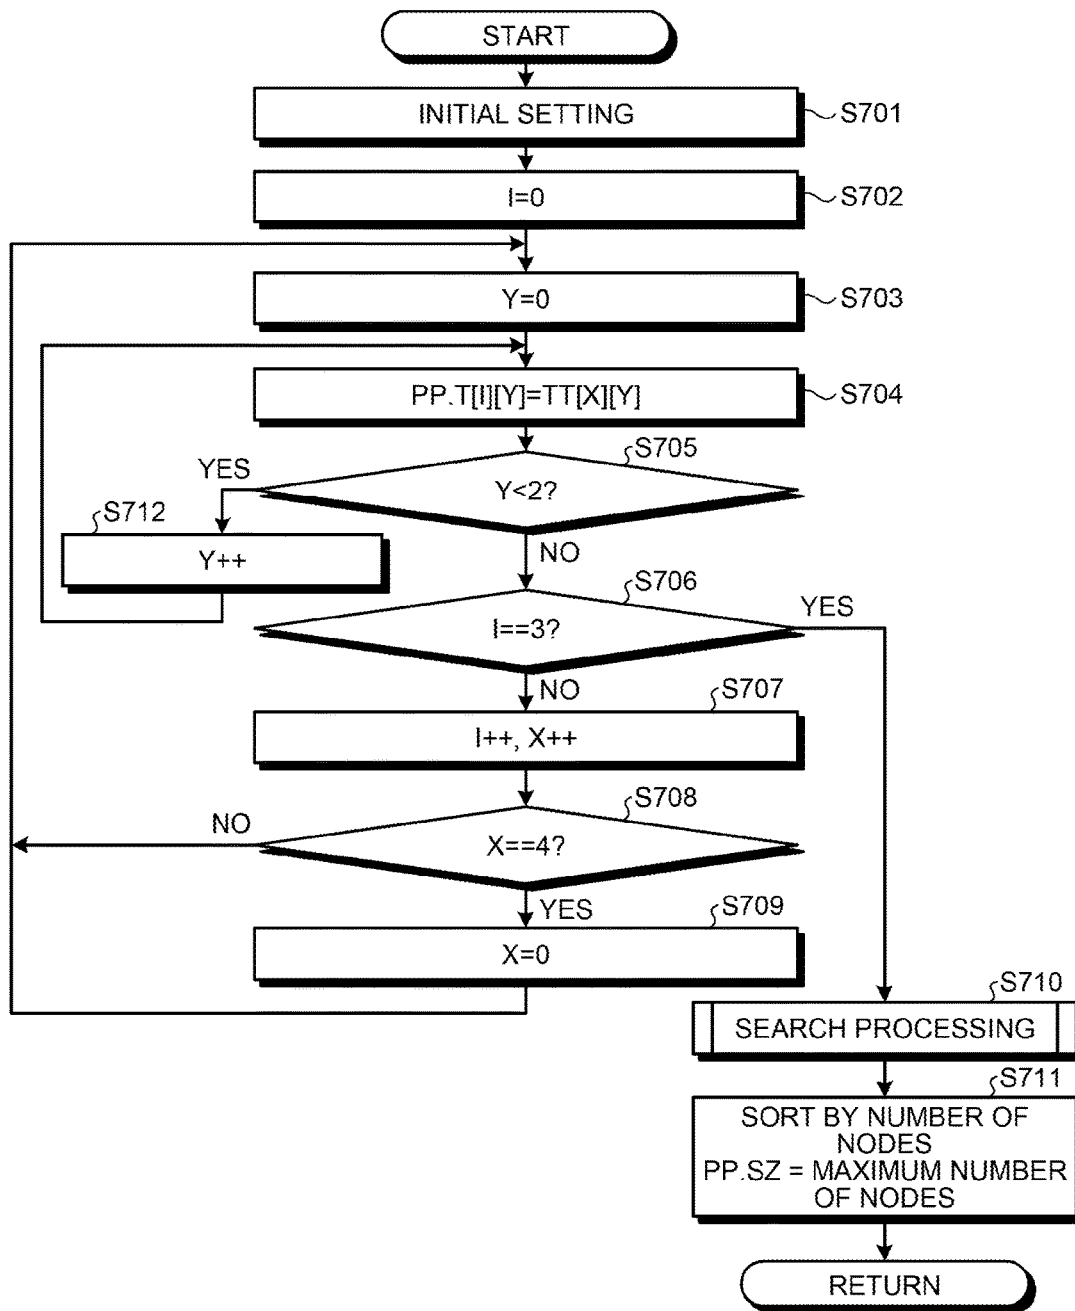 START
INITIAL SETTING
S701
I=0
S702
Y=0
S703
PP.T[I][Y]=TT[X][Y]
S704
S705
YES
Y<2?
S712
NO
Y++
S706
YES
I==3?
NO
S707
I++, X++
S708
NO
X==4?
YES
S709
X=0
S710
SEARCH PROCESSING
S711
SORT BY NUMBER OF
NODES
PP.SZ = MAXIMUM NUMBER
OF NODES
RETURN